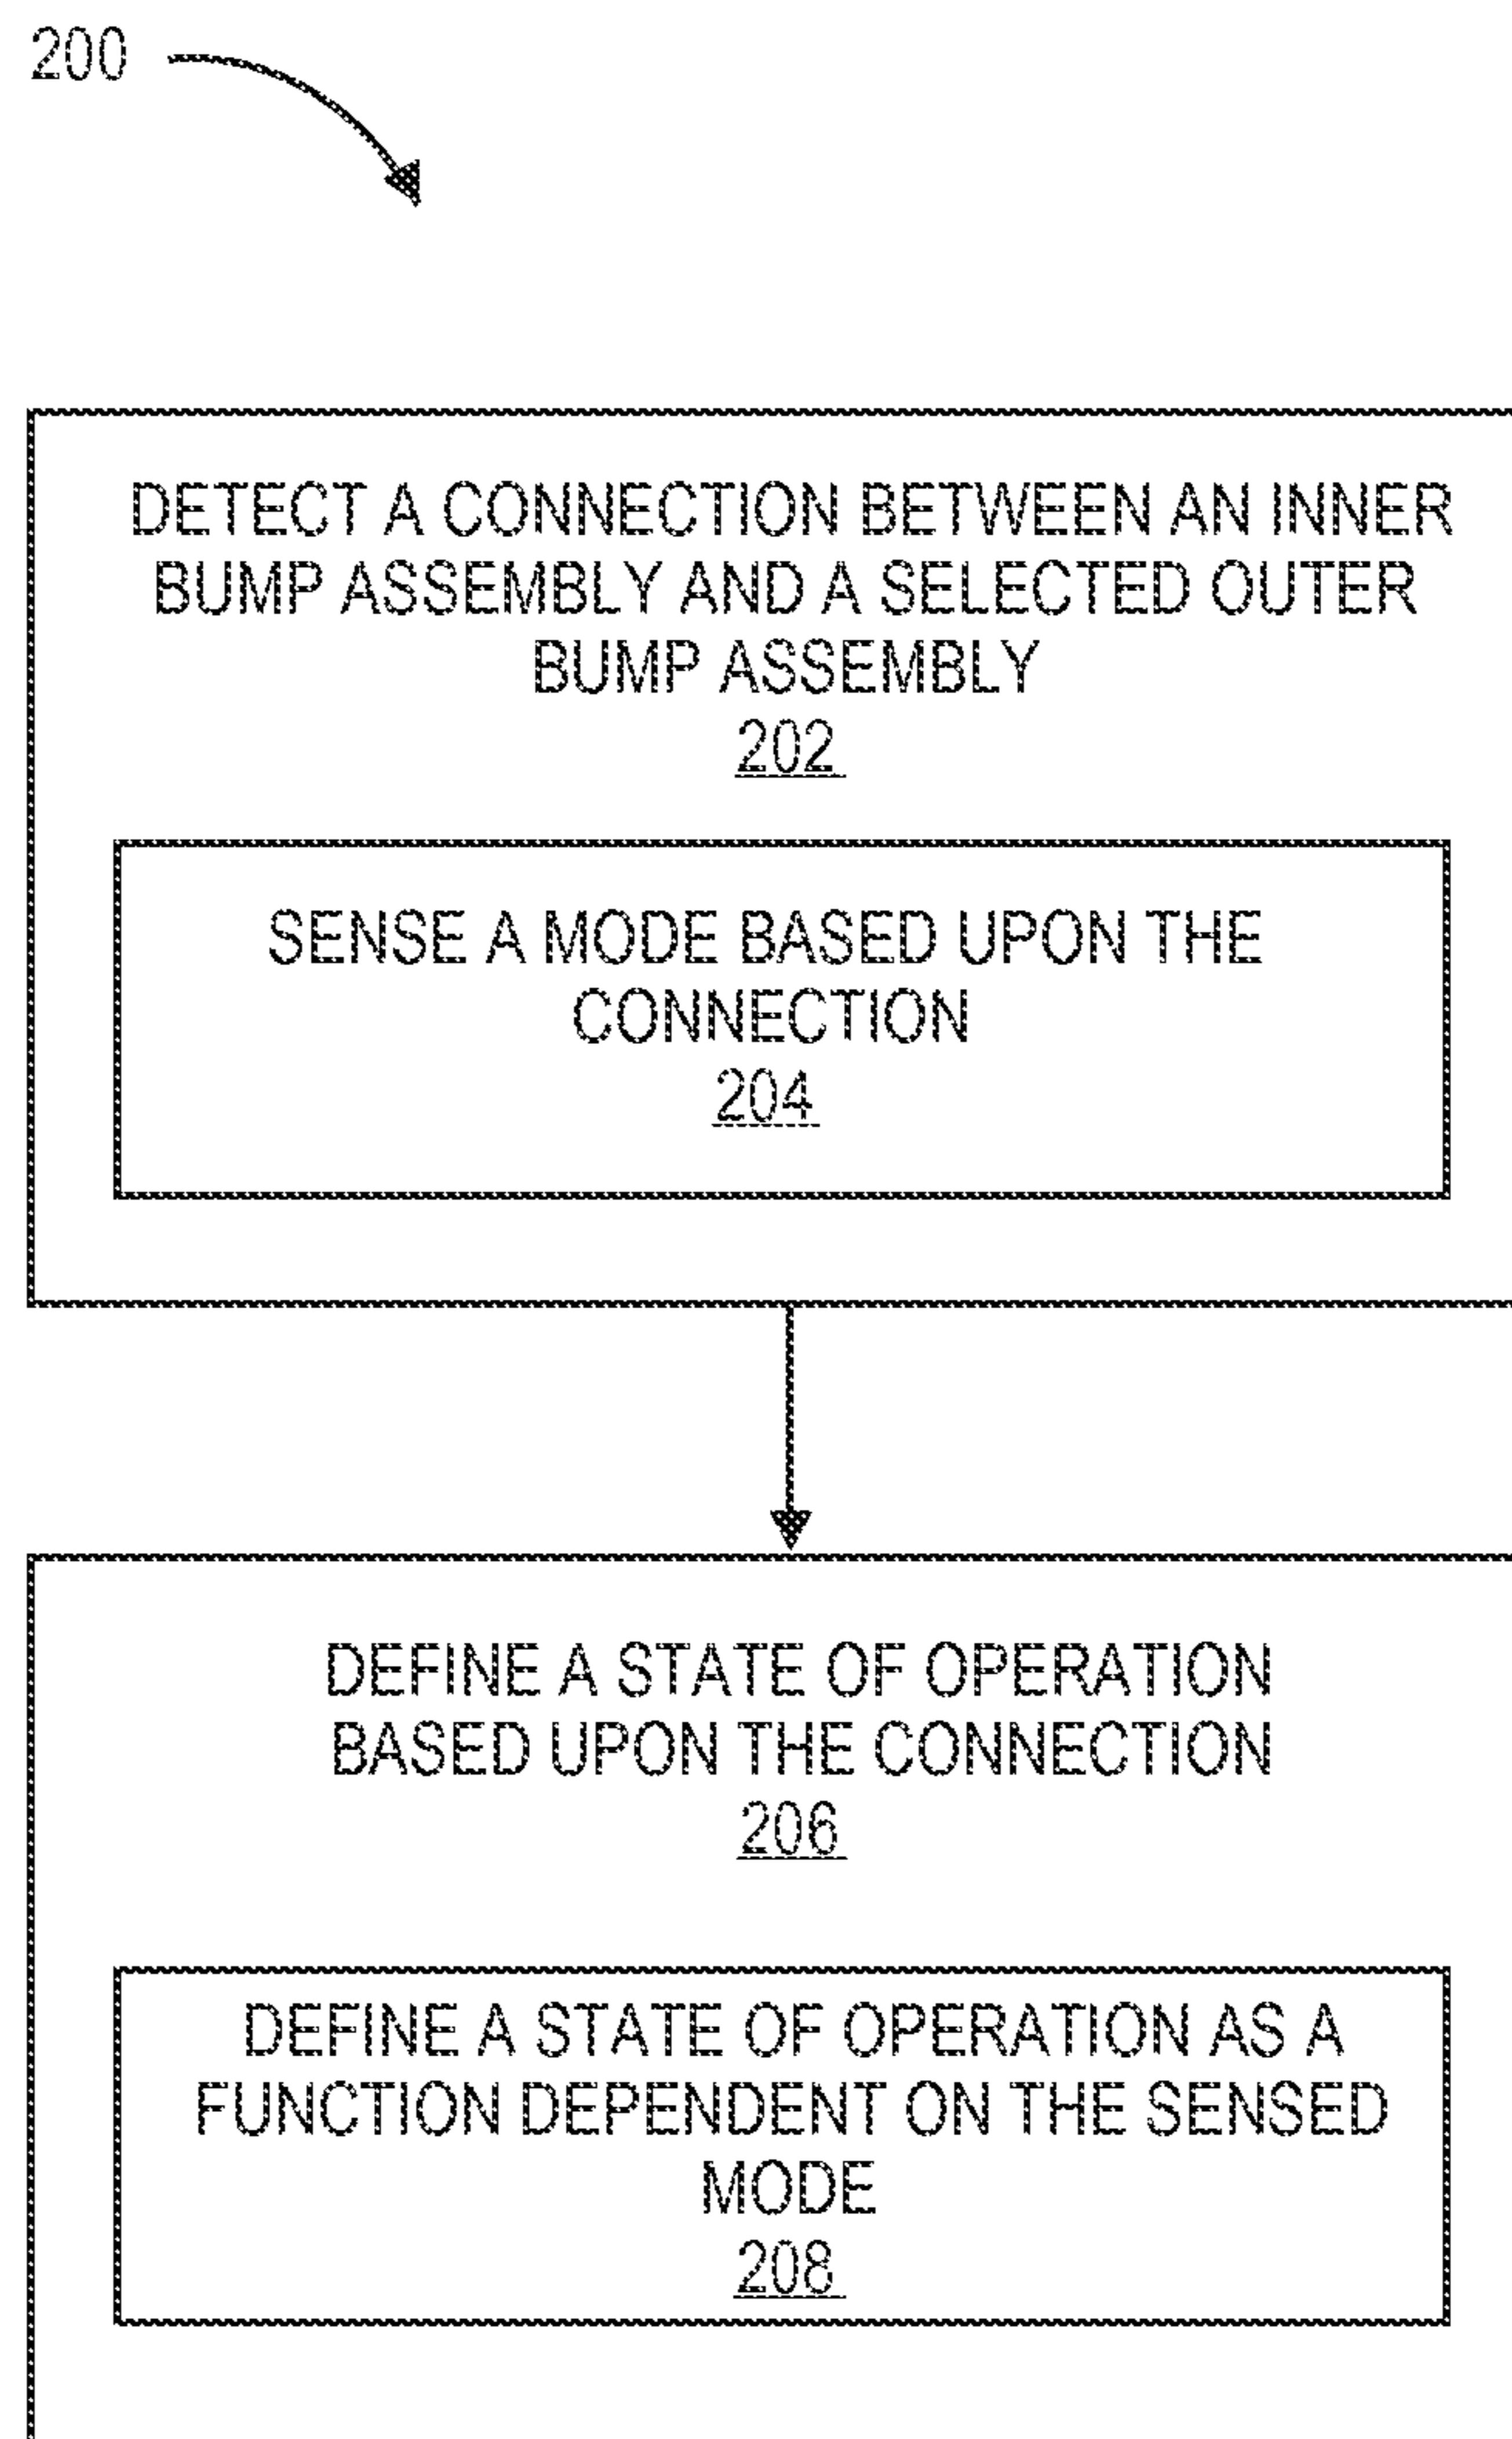 200
DETECT A CONNECTION BETWEEN AN INNER
BUMP ASSEMBLY AND A SELECTED OUTER
BUMP ASSEMBLY
202
SENSE A MODE BASED UPON THE
CONNECTION
204
DEFINE A STATE OF OPERATION
BASED UPON THE CONNECTION
206
DEFINE A STATE OF OPERATION AS A
FUNCTION DEPENDENT ON THE SENSED
MODE
208